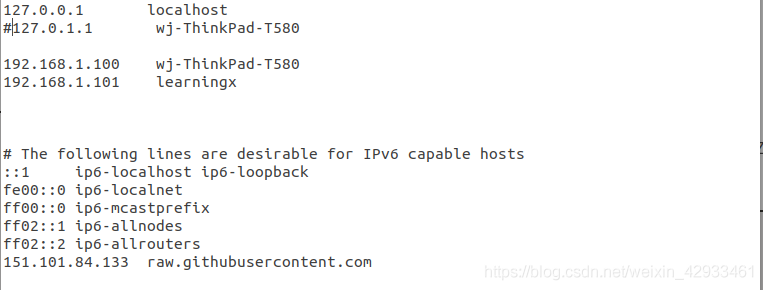 127.0.0.1 localhost
#127.0.1.1 wj-ThinkPad-T580
192.168.1.100 wj-ThinkPad-T580
192.168.1.101 learningx
# The following lines are desirable for IPv6 capable hosts
::1 ip6-localhost ip6-loopback
fe00::0 ip6-localnet
ff00::0 ip6-mcastprefix
ff02::1 ip6-allnodes
ff02::2 ip6-allrouters
151.101.84.133 raw.githubusercontent.com
https://blog.csdn.net/weixin_42933461